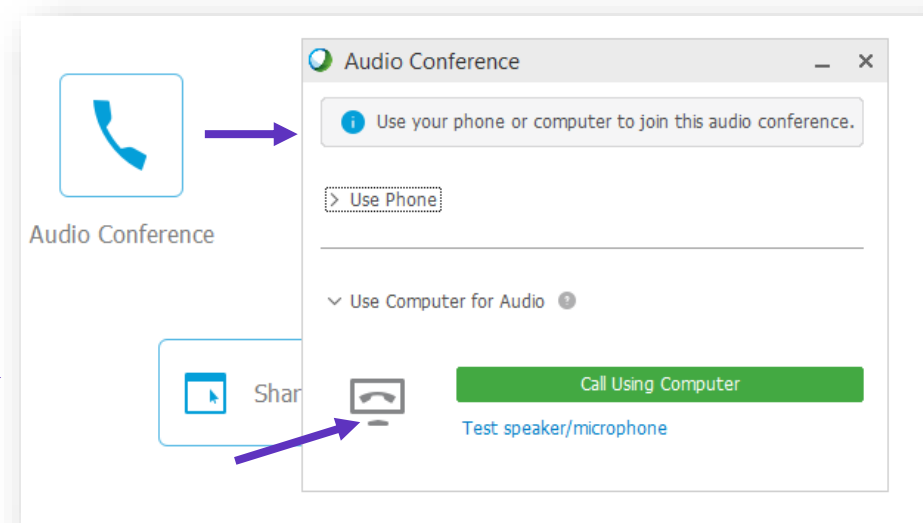 Audio Conference
Use your phone or computer to join this audio conference.
> Use Phone
Audio Conference
Use Computer for Audio ?
Call Using Computer
Shar
Test speaker/microphone